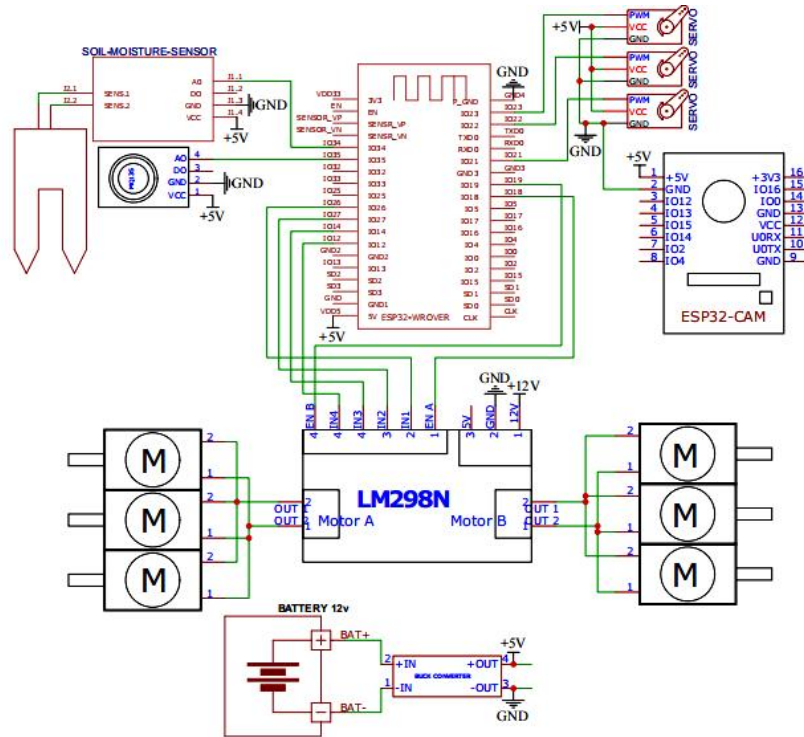 SOIL-MOISTURE-SENSOR
J2.1
J2.2
SENS.1
SENS.2
A0
DO
GND
VCC
J1.1
J1.2
J1.3
J1.4
GND
+5V
AO
DO
GND
VCC
4
3
2
1
GND
+5V
VDD33
EN
SENSOR_VP
SENSOR_VN
IO34
IO35
IO32
IO33
IO25
IO26
IO27
IO14
IO12
GND2
IO13
SD2
SD3
GND
VDD5
3V3
EN
SENSR_VP
SENSR_VN
IO34
IO35
IO32
IO33
IO25
IO26
IO27
IO14
IO12
GND2
IO13
SD2
SD3
GND1
5V
+5V
ESP32-WROVER
P_GND
IO23
IO22
TXD0
RXD0
IO21
GND3
IO19
IO18
IO5
IO17
IO16
IO4
IO0
IO2
IO15
SD1
SD0
CLK
GND
GND4
IO23
IO22
TXD0
RXD0
IO21
GND3
IO19
IO18
IO5
IO17
IO16
IO4
IO0
IO2
IO15
SD1
SD0
CLK
+5V
PWM
VCC
GND
SERVO
PWM
VCC
GND
SERVO
PWM
VCC
GND
SERVO
GND
+5V
1 +5V
2 GND
3 IO12
4 IO13
5 IO15
6 IO14
7 IO2
8 IO4
+3V3 16
IO16 15
IO0 14
GND 13
VCC 12
U0RX 11
U0TX 10
GND 9
ESP32-CAM
GND
+12V
EN B
IN4
IN3
IN2
IN1
EN A
5V
GND
12V
4
4
4
3
2
1
3
2
1
LM298N
OUT 1
OUT 2
2
1
Motor A
Motor B
2
1
OUT 1
OUT 2
M
2
1
M
2
1
M
2
1
2
1
M
2
1
M
2
1
M
BATTERY 12v
BAT+
BAT-
2 +IN
1 -IN
BUCK CONVERTER
+OUT 4
-OUT 3
+5V
GND